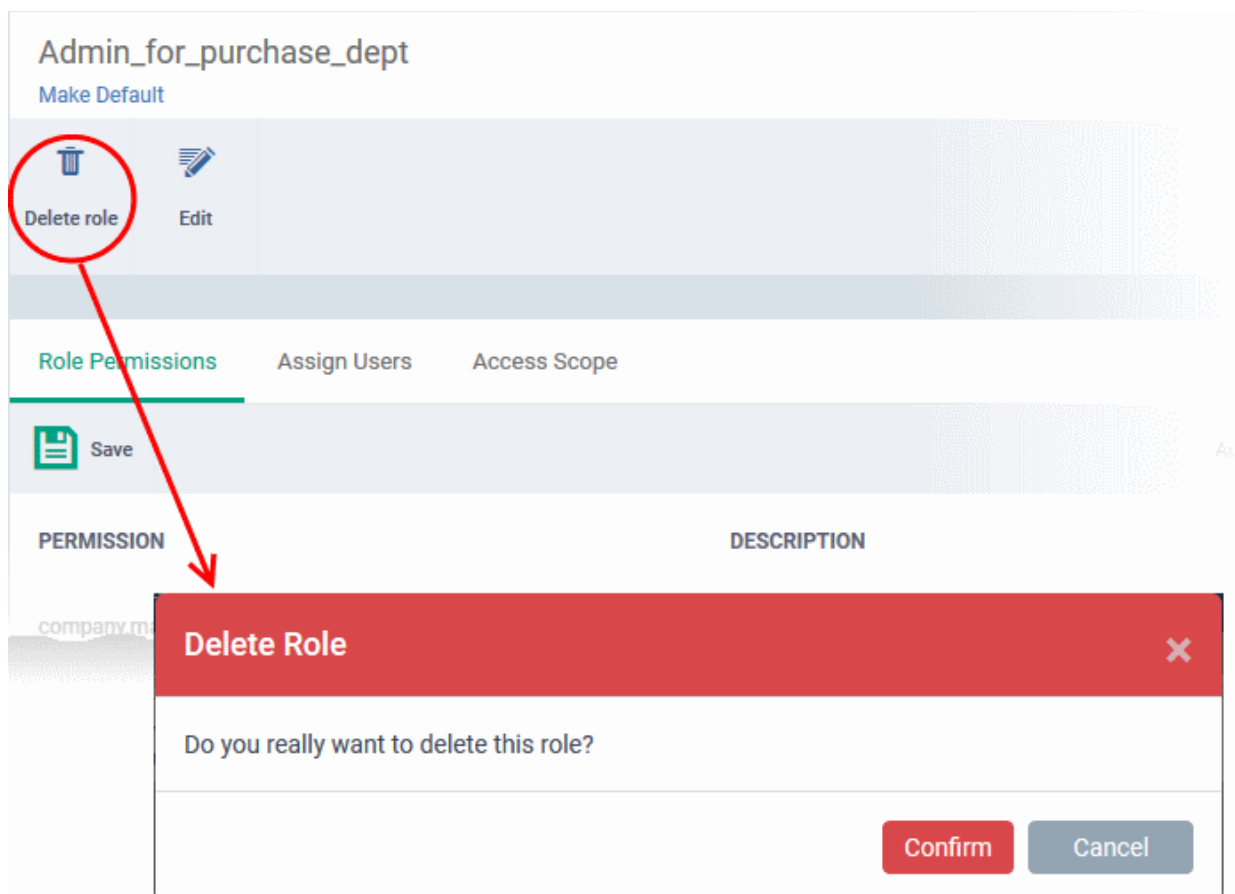 Admin_for_purchase_dept
Make Default
Delete role Edit
Role Permissions Assign Users Access Scope
Save
PERMISSION DESCRIPTION
Delete Role
Do you really want to delete this role?
Confirm Cancel